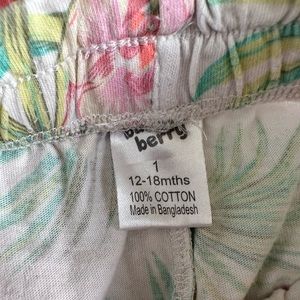 berry
1
12-18mths
100% COTTON
Made in Bangladesh